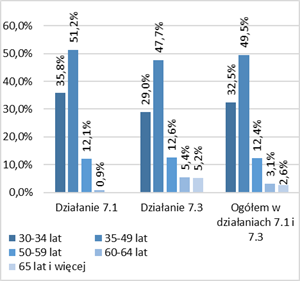 60,0%
50,0%
40,0%
30,0%
20,0%
10,0%
0,0%
35,8%
51,2%
12,1%
0,9%
29,0%
47,7%
12,6%
5,4%
5,2%
32,5%
49,5%
12,4%
3,1%
2,6%
Działanie 7.1
Działanie 7.3
Ogółem w
działaniach 7.1 i
7.3
30-34 lat
35-49 lat
50-59 lat
60-64 lat
65 lat i więcej